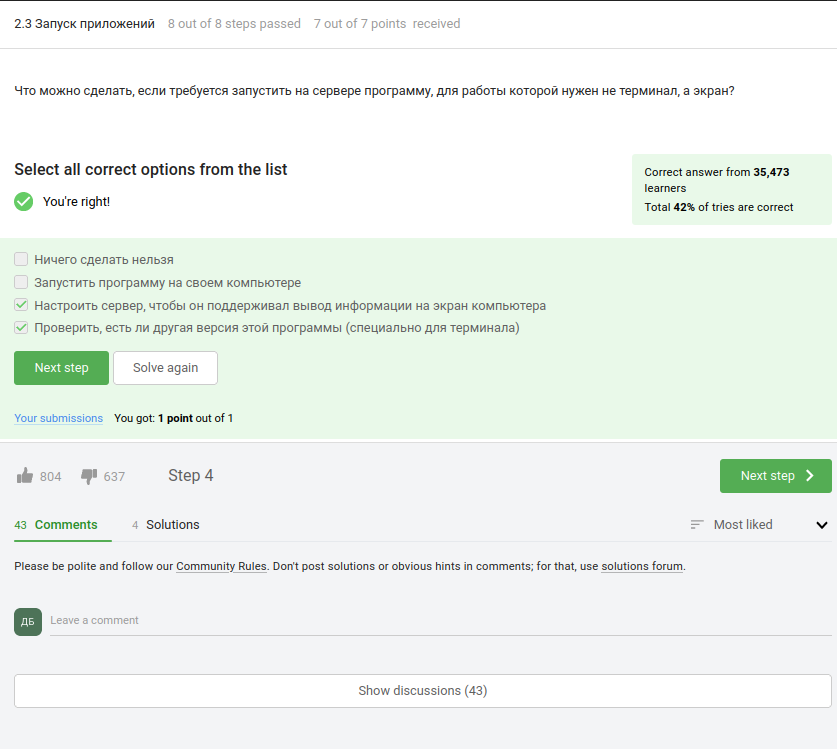 2.3 Запуск приложений 8 out of 8 steps passed 7 out of 7 points received
Что можно сделать, если требуется запустить на сервере программу, для работы которой нужен не терминал, а экран?
Select all correct options from the list
You're right!
Correct answer from 35,473
learners
Total 42% of tries are correct
Ничего сделать нельзя
Запустить программу на своем компьютере
Настроить сервер, чтобы он поддерживал вывод информации на экран компьютера
Проверить, есть ли другая версия этой программы (специально для терминала)
Next step Solve again
Your submissions You got: 1 point out of 1
804 637 Step 4 Next step
43 Comments 4 Solutions Most liked
Please be polite and follow our Community Rules. Don't post solutions or obvious hints in comments; for that, use solutions forum.
ДБ Leave a comment
Show discussions (43)